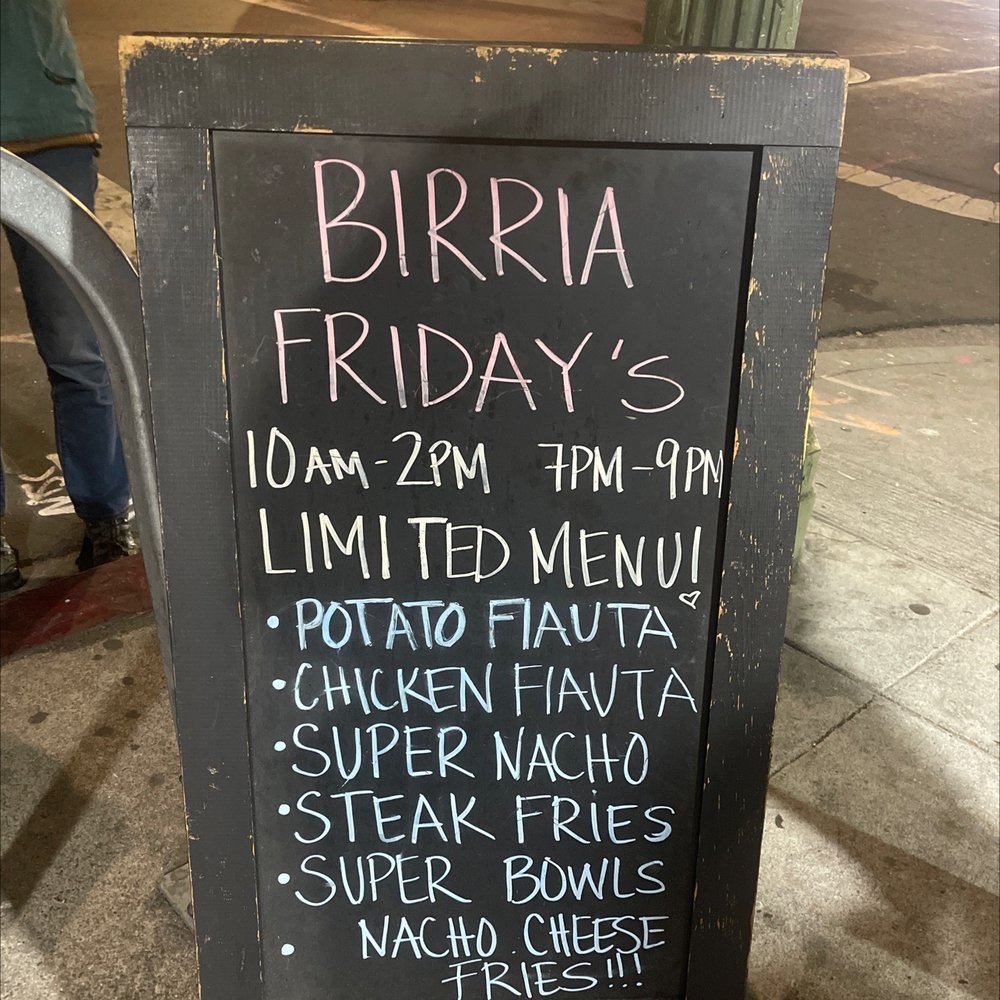 BIRRIA
FRIDAY'S
10AM-2PM 7PM-9PM
LIMITED MENU!
• POTATO FIAUTA
• CHICKEN FIAUTA
• SUPER NACHO
• STEAK FRIES
• SUPER BOWLS
• NACHO CHEESE
FRIES!!!